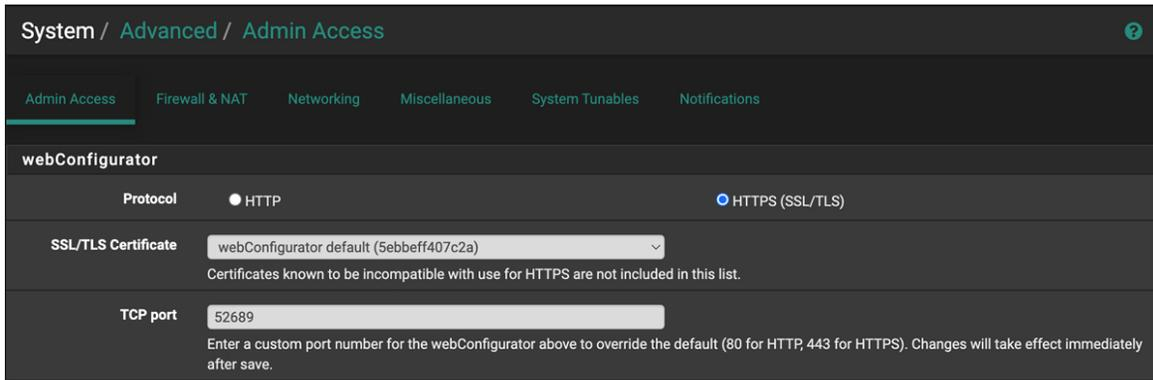 System / Advanced / Admin Access
Admin Access Firewall & NAT Networking Miscellaneous System Tunables Notifications
webConfigurator
Protocol HTTP HTTPS (SSL/TLS)
SSL/TLS Certificate webConfigurator default (5ebbeff407c2a)
Certificates known to be incompatible with use for HTTPS are not included in this list.
TCP port 52689
Enter a custom port number for the webConfigurator above to override the default (80 for HTTP, 443 for HTTPS). Changes will take effect immediately
after save.